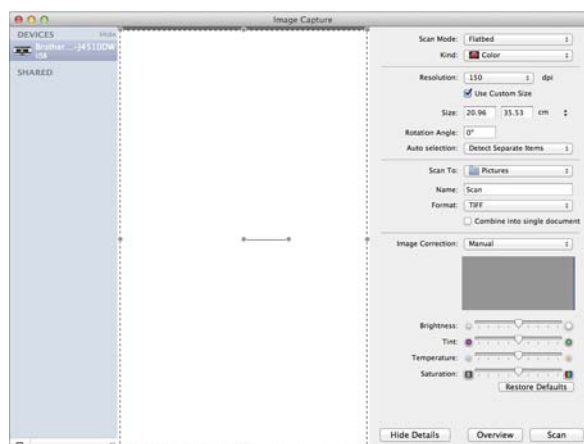 Image Capture
DEVICES
Hide
Brother ...-J4510DW
USB
SHARED
Scan Mode: Flatbed
Kind: Color
Resolution: 150 dpi
Use Custom Size
Size: 20.96 35.53 cm
Rotation Angle: 0°
Auto selection: Detect Separate Items
Scan To: Pictures
Name: Scan
Format: TIFF
Combine into single document
Image Correction: Manual
Brightness:
Tint:
Temperature:
Saturation:
Restore Defaults
Hide Details Overview Scan